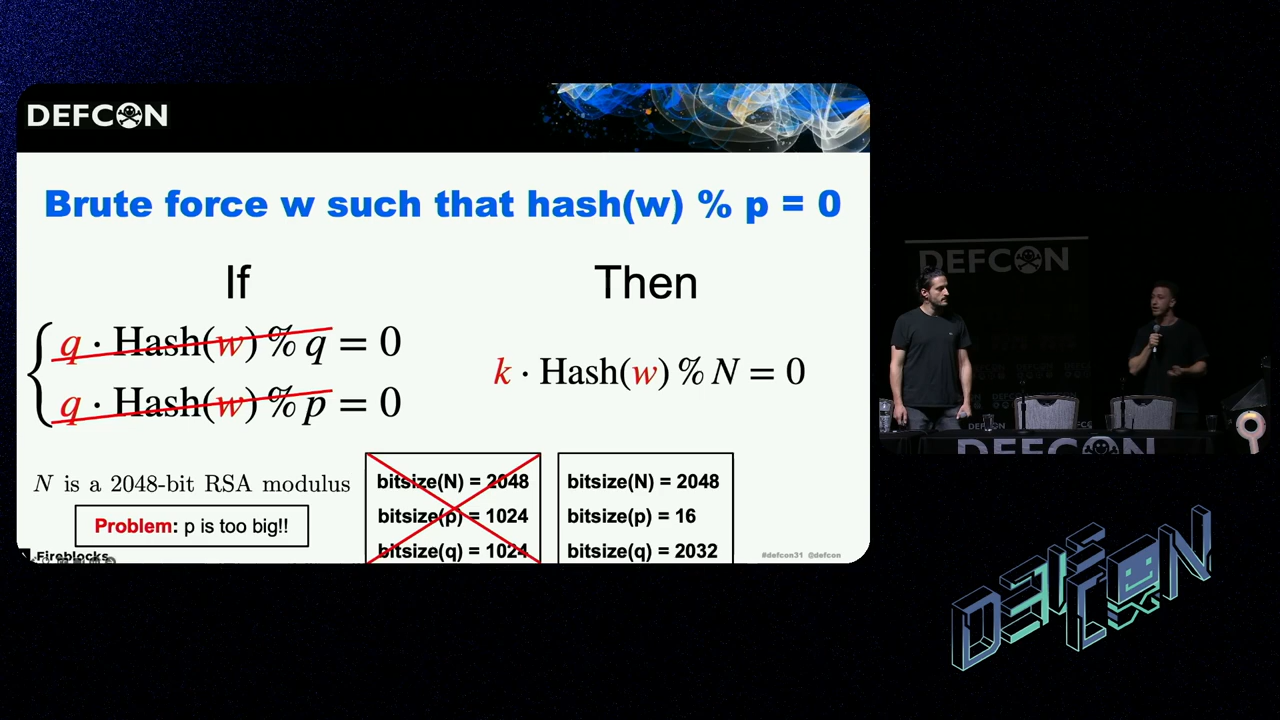 DEFCON
Brute force w such that hash(w) % p = 0
If
Then
q · Hash(w) % q = 0
q · Hash(w) % p = 0
k · Hash(w) % N = 0
N is a 2048-bit RSA modulus
Problem: p is too big!!
bitsize(N) = 2048
bitsize(p) = 1024
bitsize(q) = 1024
bitsize(N) = 2048
bitsize(p) = 16
bitsize(q) = 2032
Fireblocks
#defcon31 @defcon
DEFCON
DEFCON
DEFCON
DEFCON